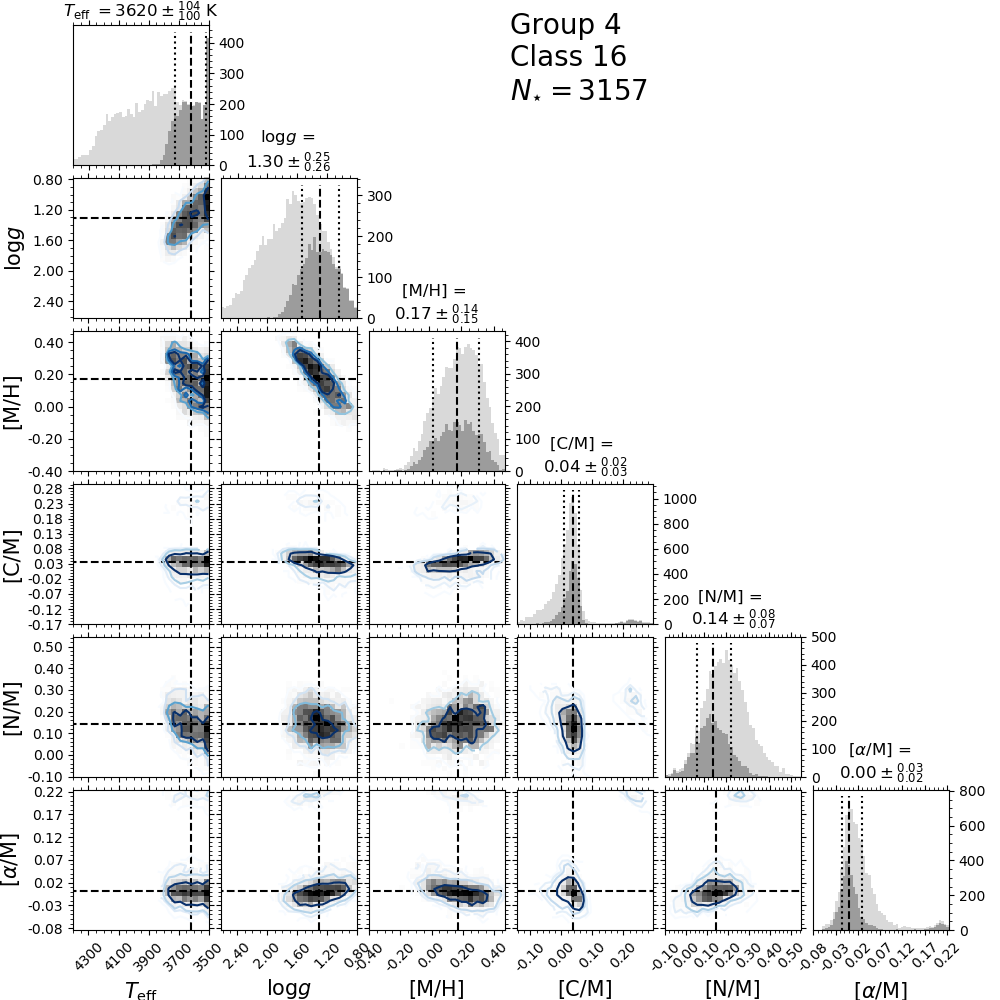 T_eff = 3620 ± 104 100 K
Group 4
Class 16
N⋆ = 3157
400
300
200
100
0
log g =
1.30 ± 0.25 0.26
0.80
1.20
1.60
2.00
2.40
log g
300
200
100
0
[M/H] =
0.17 ± 0.14 0.15
0.40
0.20
0.00
-0.20
-0.40
[M/H]
400
300
200
100
0
[C/M] =
0.04 ± 0.02 0.03
0.28
0.23
0.18
0.13
0.08
0.03
-0.02
-0.07
-0.12
-0.17
[C/M]
1000
800
600
400
200
0
[N/M] =
0.14 ± 0.08 0.07
0.50
0.40
0.30
0.20
0.10
0.00
-0.10
[N/M]
500
400
300
200
100
0
[α/M] =
0.00 ± 0.03 0.02
0.22
0.17
0.12
0.07
0.02
-0.03
-0.08
[α/M]
800
600
400
200
0
4300 4100 3900 3700 3500
2.40 2.00 1.60 1.20 0.80
-0.40 -0.20 0.00 0.20 0.40
-0.10 0.00 0.10 0.20
-0.10 0.00 0.10 0.20 0.30 0.40 0.50
-0.08 -0.03 0.02 0.07 0.12 0.17 0.22
T_eff log g [M/H] [C/M] [N/M] [α/M]